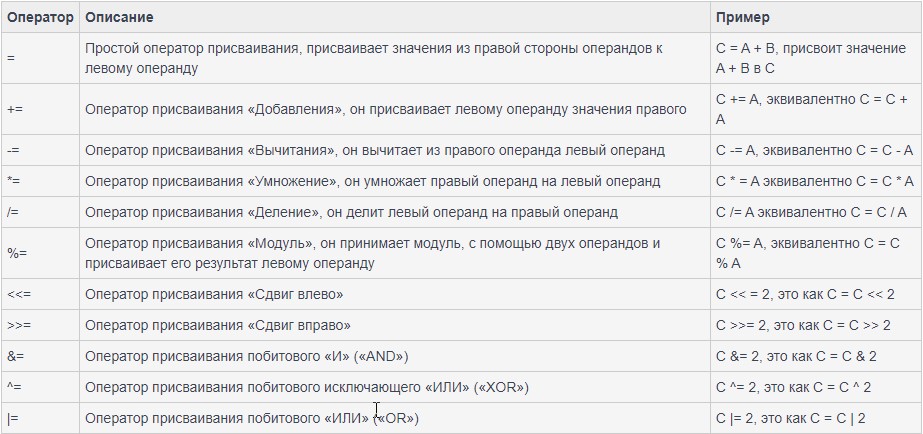 Оператор Описание Пример
= Простой оператор присваивания, присваивает значения из правой стороны операндов к C = A + B, присвоит значение
левому операнду A + B в C
+= Оператор присваивания «Добавления», он присваивает левому операнду значения правого C += A, эквивалентно C = C +
A
-= Оператор присваивания «Вычитания», он вычитает из правого операнда левый операнд C -= A, эквивалентно C = C - A
*= Оператор присваивания «Умножение», он умножает правый операнд на левый операнд C * = A эквивалентно C = C * A
/= Оператор присваивания «Деление», он делит левый операнд на правый операнд C /= A эквивалентно C = C / A
%= Оператор присваивания «Модуль», он принимает модуль, с помощью двух операндов и C %= A, эквивалентно C = C
присваивает его результат левому операнду % A
<<= Оператор присваивания «Сдвиг влево» C << = 2, это как C = C << 2
>>= Оператор присваивания «Сдвиг вправо» C >>= 2, это как C = C >> 2
&= Оператор присваивания побитового «И» («AND») C &= 2, это как C = C & 2
^= Оператор присваивания побитового исключающего «ИЛИ» («XOR») C ^= 2, это как C = C ^ 2
|= Оператор присваивания побитового «ИЛИ» («OR») C |= 2, это как C = C | 2